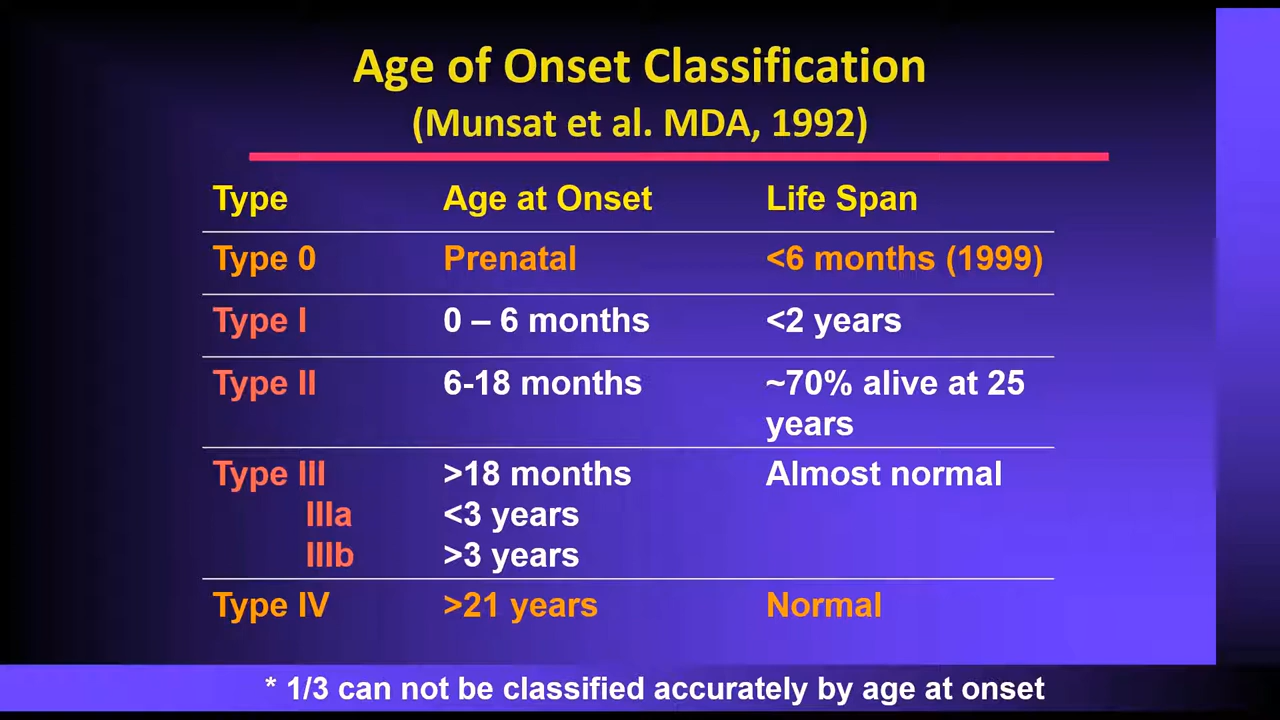 Age of Onset Classification
(Munsat et al. MDA, 1992)
Type Age at Onset Life Span
Type 0 Prenatal <6 months (1999)
Type I 0 – 6 months <2 years
Type II 6-18 months ~70% alive at 25
years
Type III >18 months Almost normal
IIIa <3 years
IIIb >3 years
Type IV >21 years Normal
* 1/3 can not be classified accurately by age at onset